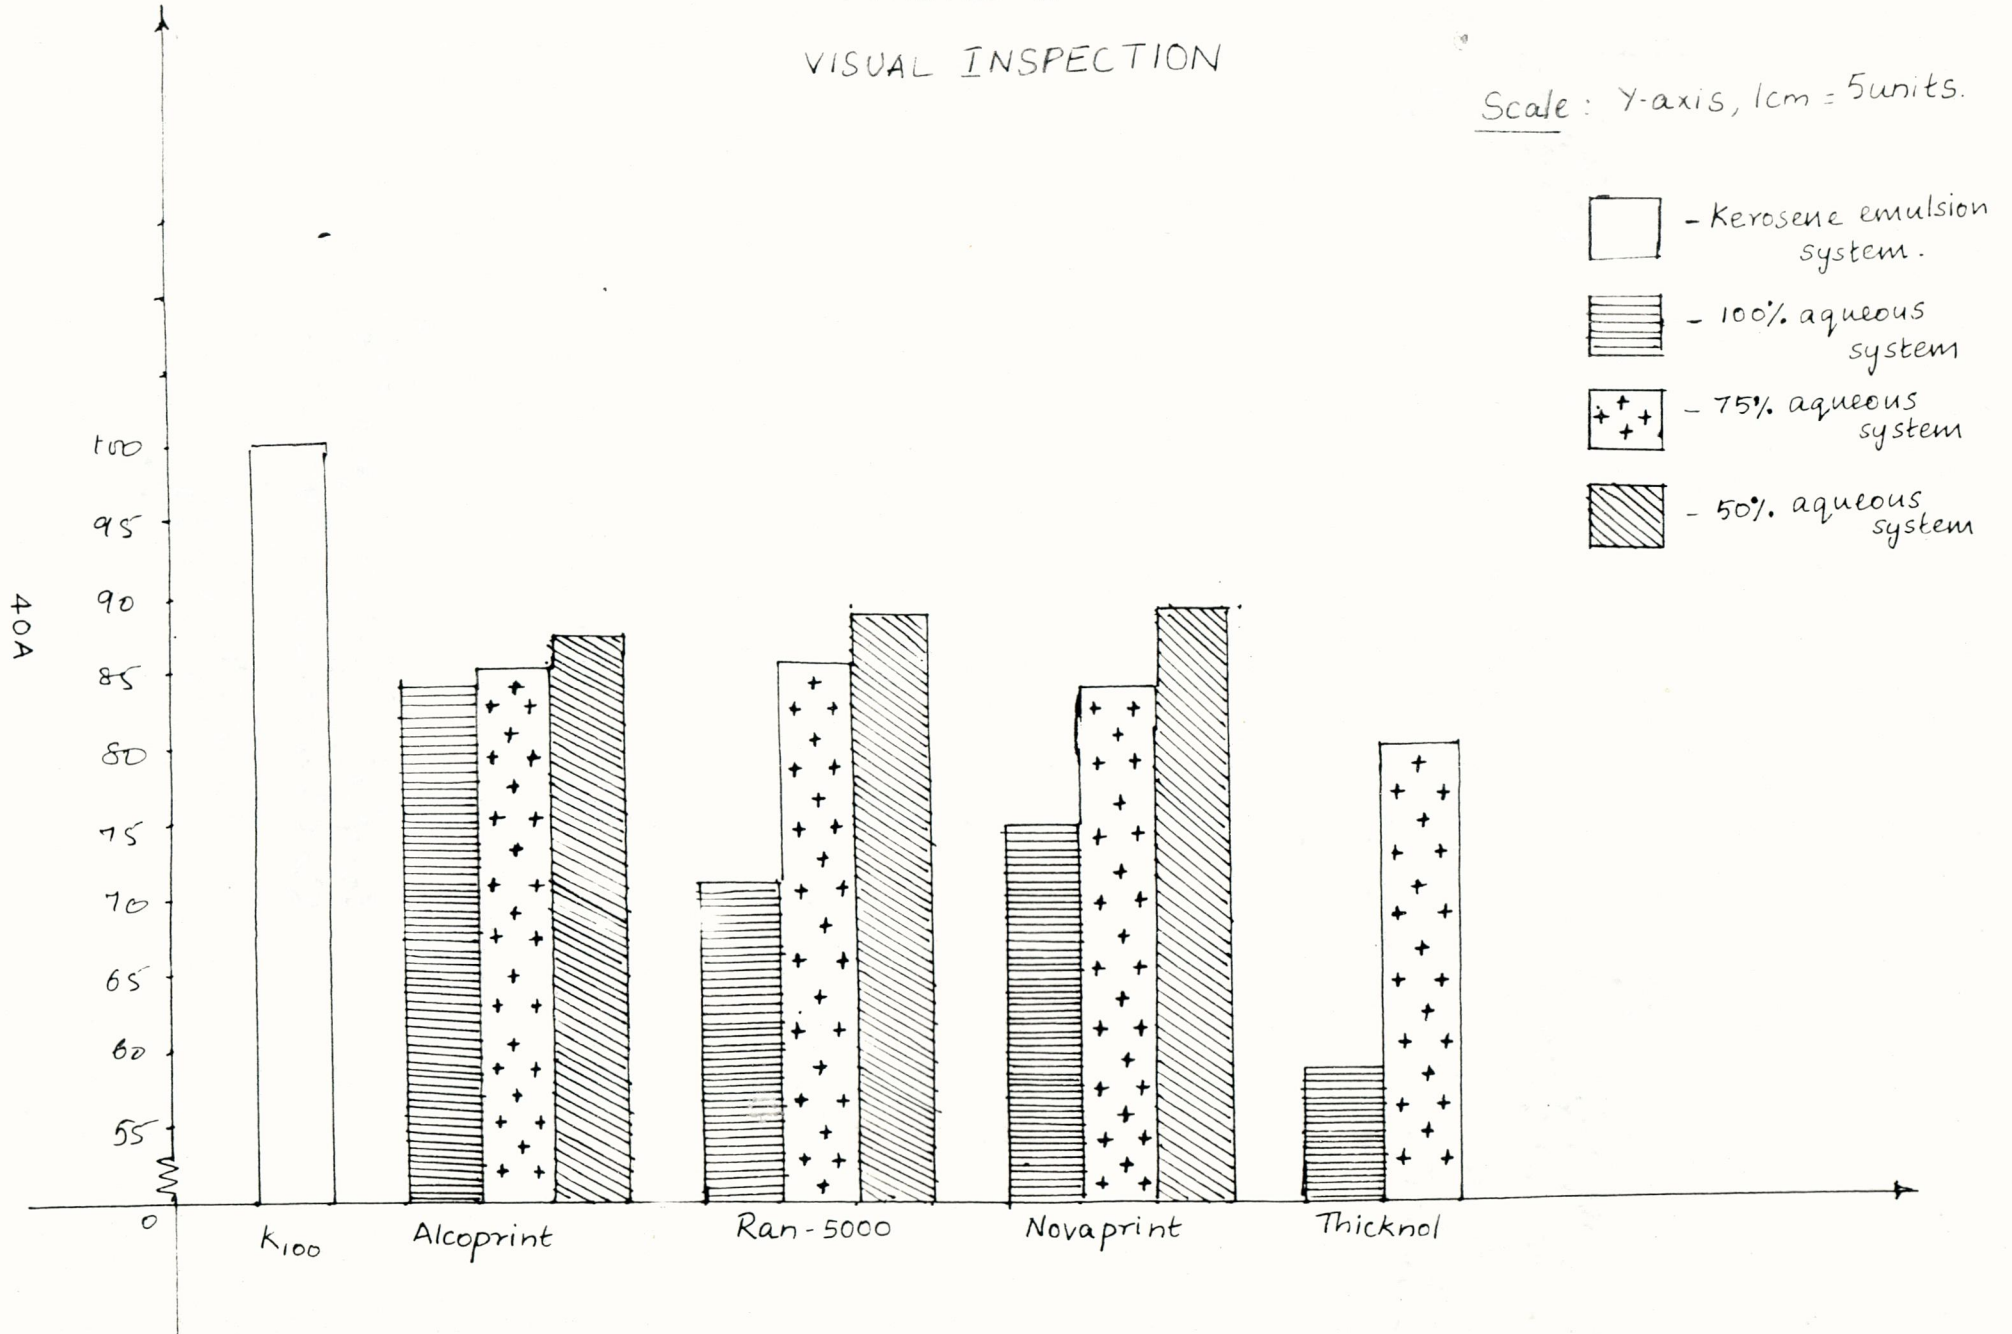 VISUAL INSPECTION
Scale : Y-axis, 1cm = 5units.
- Kerosene emulsion
system.
- 100% aqueous
system
- 75% aqueous
system
- 50% aqueous
system
100
95
90
85
80
75
70
65
60
55
0
40A
K100
Alcoprint
Ran-5000
Novaprint
Thicknol